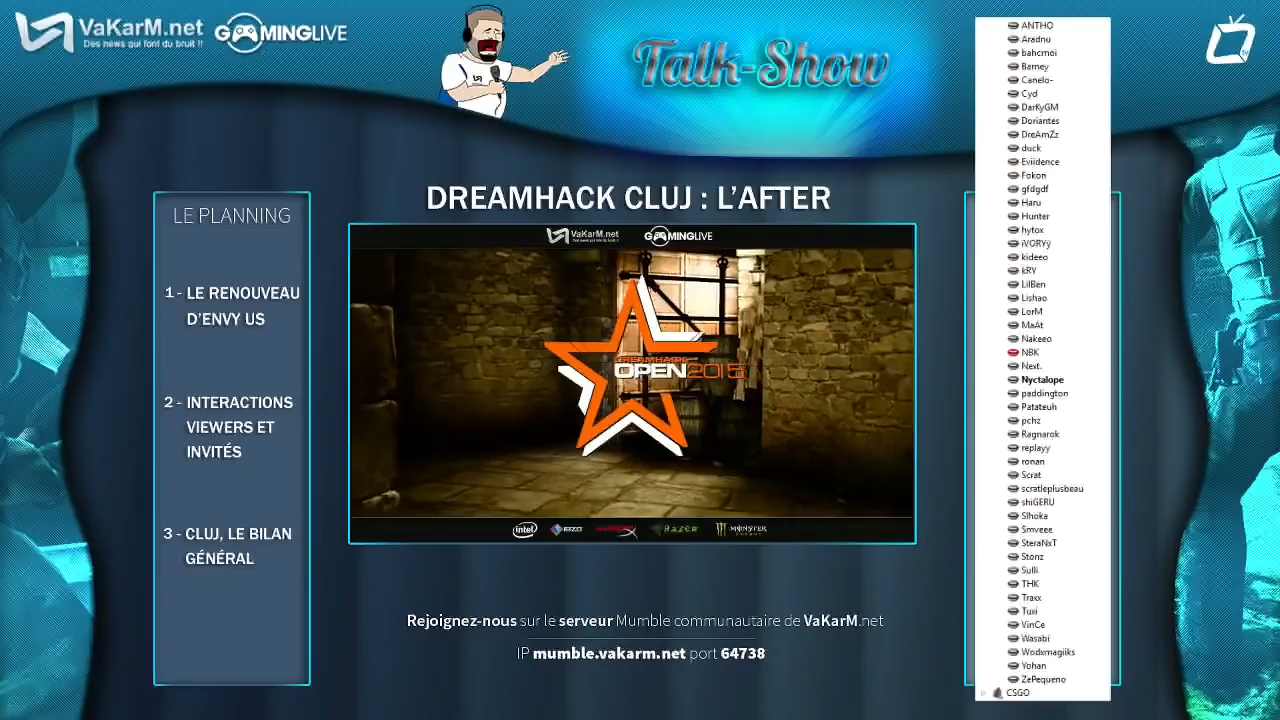 VaKarM.net
Des news qui font du bruit !!
GAMINGLIVE
Talk-Show
tv
LE PLANNING
1 - LE RENOUVEAU
D'ENVY US
2 - INTERACTIONS
VIEWERS ET
INVITÉS
3 - CLUJ, LE BILAN
GÉNÉRAL
DREAMHACK CLUJ : L'AFTER
VaKarM.net
GAMINGLIVE
DREAMHACK
OPEN2015
intel
BENQ
RAZER
MONSTER
Rejoignez-nous sur le serveur Mumble communautaire de VaKarM.net
IP mumble.vakarm.net port 64738
ANTHO
Aradnu
bahcmoi
Barney
Canelo-
Cyd
DarKyGM
Doriantes
DreAmZz
duck
Eviidence
Fokon
gfdgdf
Haru
Hunter
hytox
iVORYy
kideeo
kRY
LilBen
Lishao
LorM
MaAt
Nakeeo
NBK
Next.
Nyctalope
paddington
Patateuh
pchz
Ragnarok
replayy
ronan
Scrat
scratleplusbeau
shiGERU
Slhoka
Smveee
SteraNxT
Stonz
Sulli
THK
Traxx
Tuxi
VinCe
Wasabi
Wodxmagiiks
Yohan
ZePequeno
CSGO